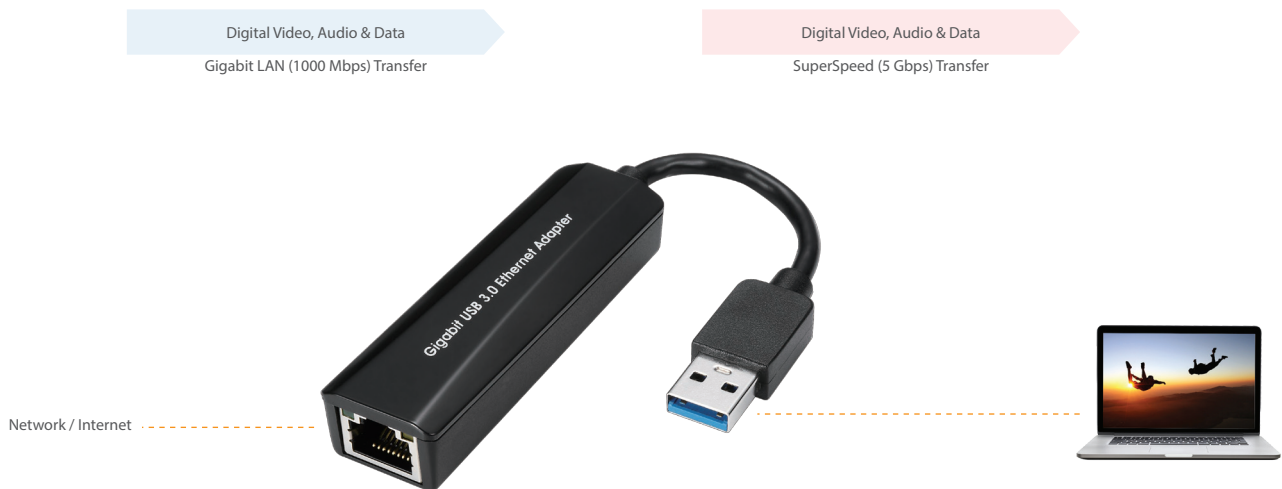 Digital Video, Audio & Data
Gigabit LAN (1000 Mbps) Transfer
Digital Video, Audio & Data
SuperSpeed (5 Gbps) Transfer
Gigabit USB 3.0 Ethernet Adapter
Network / Internet